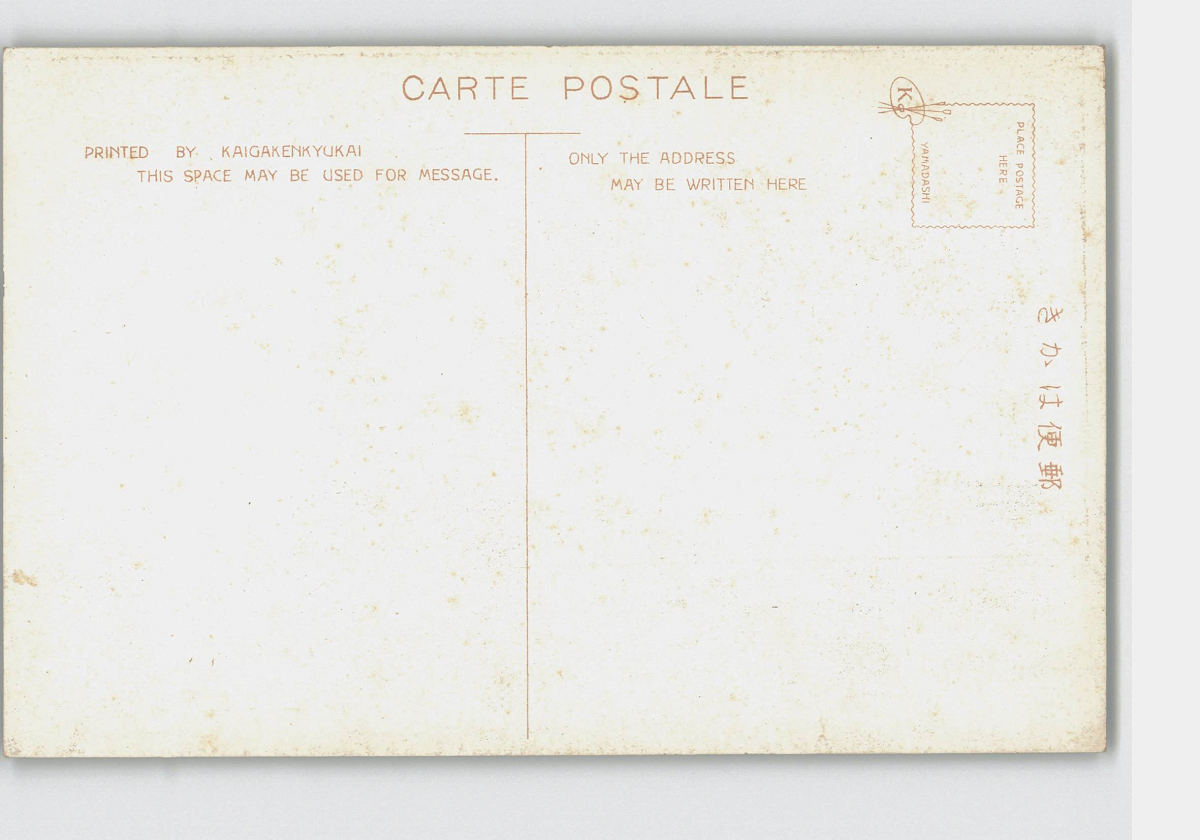 CARTE POSTALE
PRINTED BY KAIGAKENKYUKAI
THIS SPACE MAY BE USED FOR MESSAGE.
ONLY THE ADDRESS
MAY BE WRITTEN HERE
Kg
PLACE POSTAGE
HERE
YAMADASHI
きかは便郵